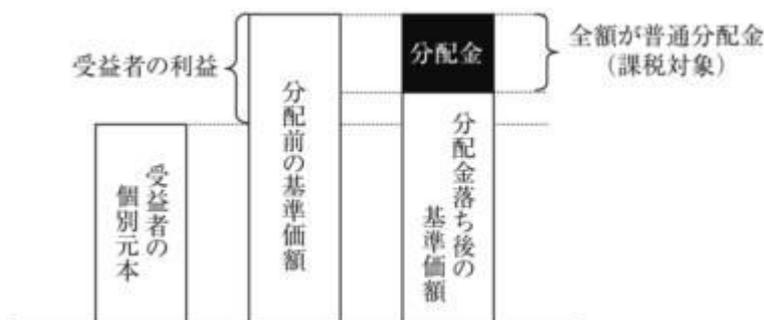 受益者の利益
分配金
全額が普通分配金
（課税対象）
受益者の
個別元本
分配前の基準価額
分配金落ち後の
基準価額